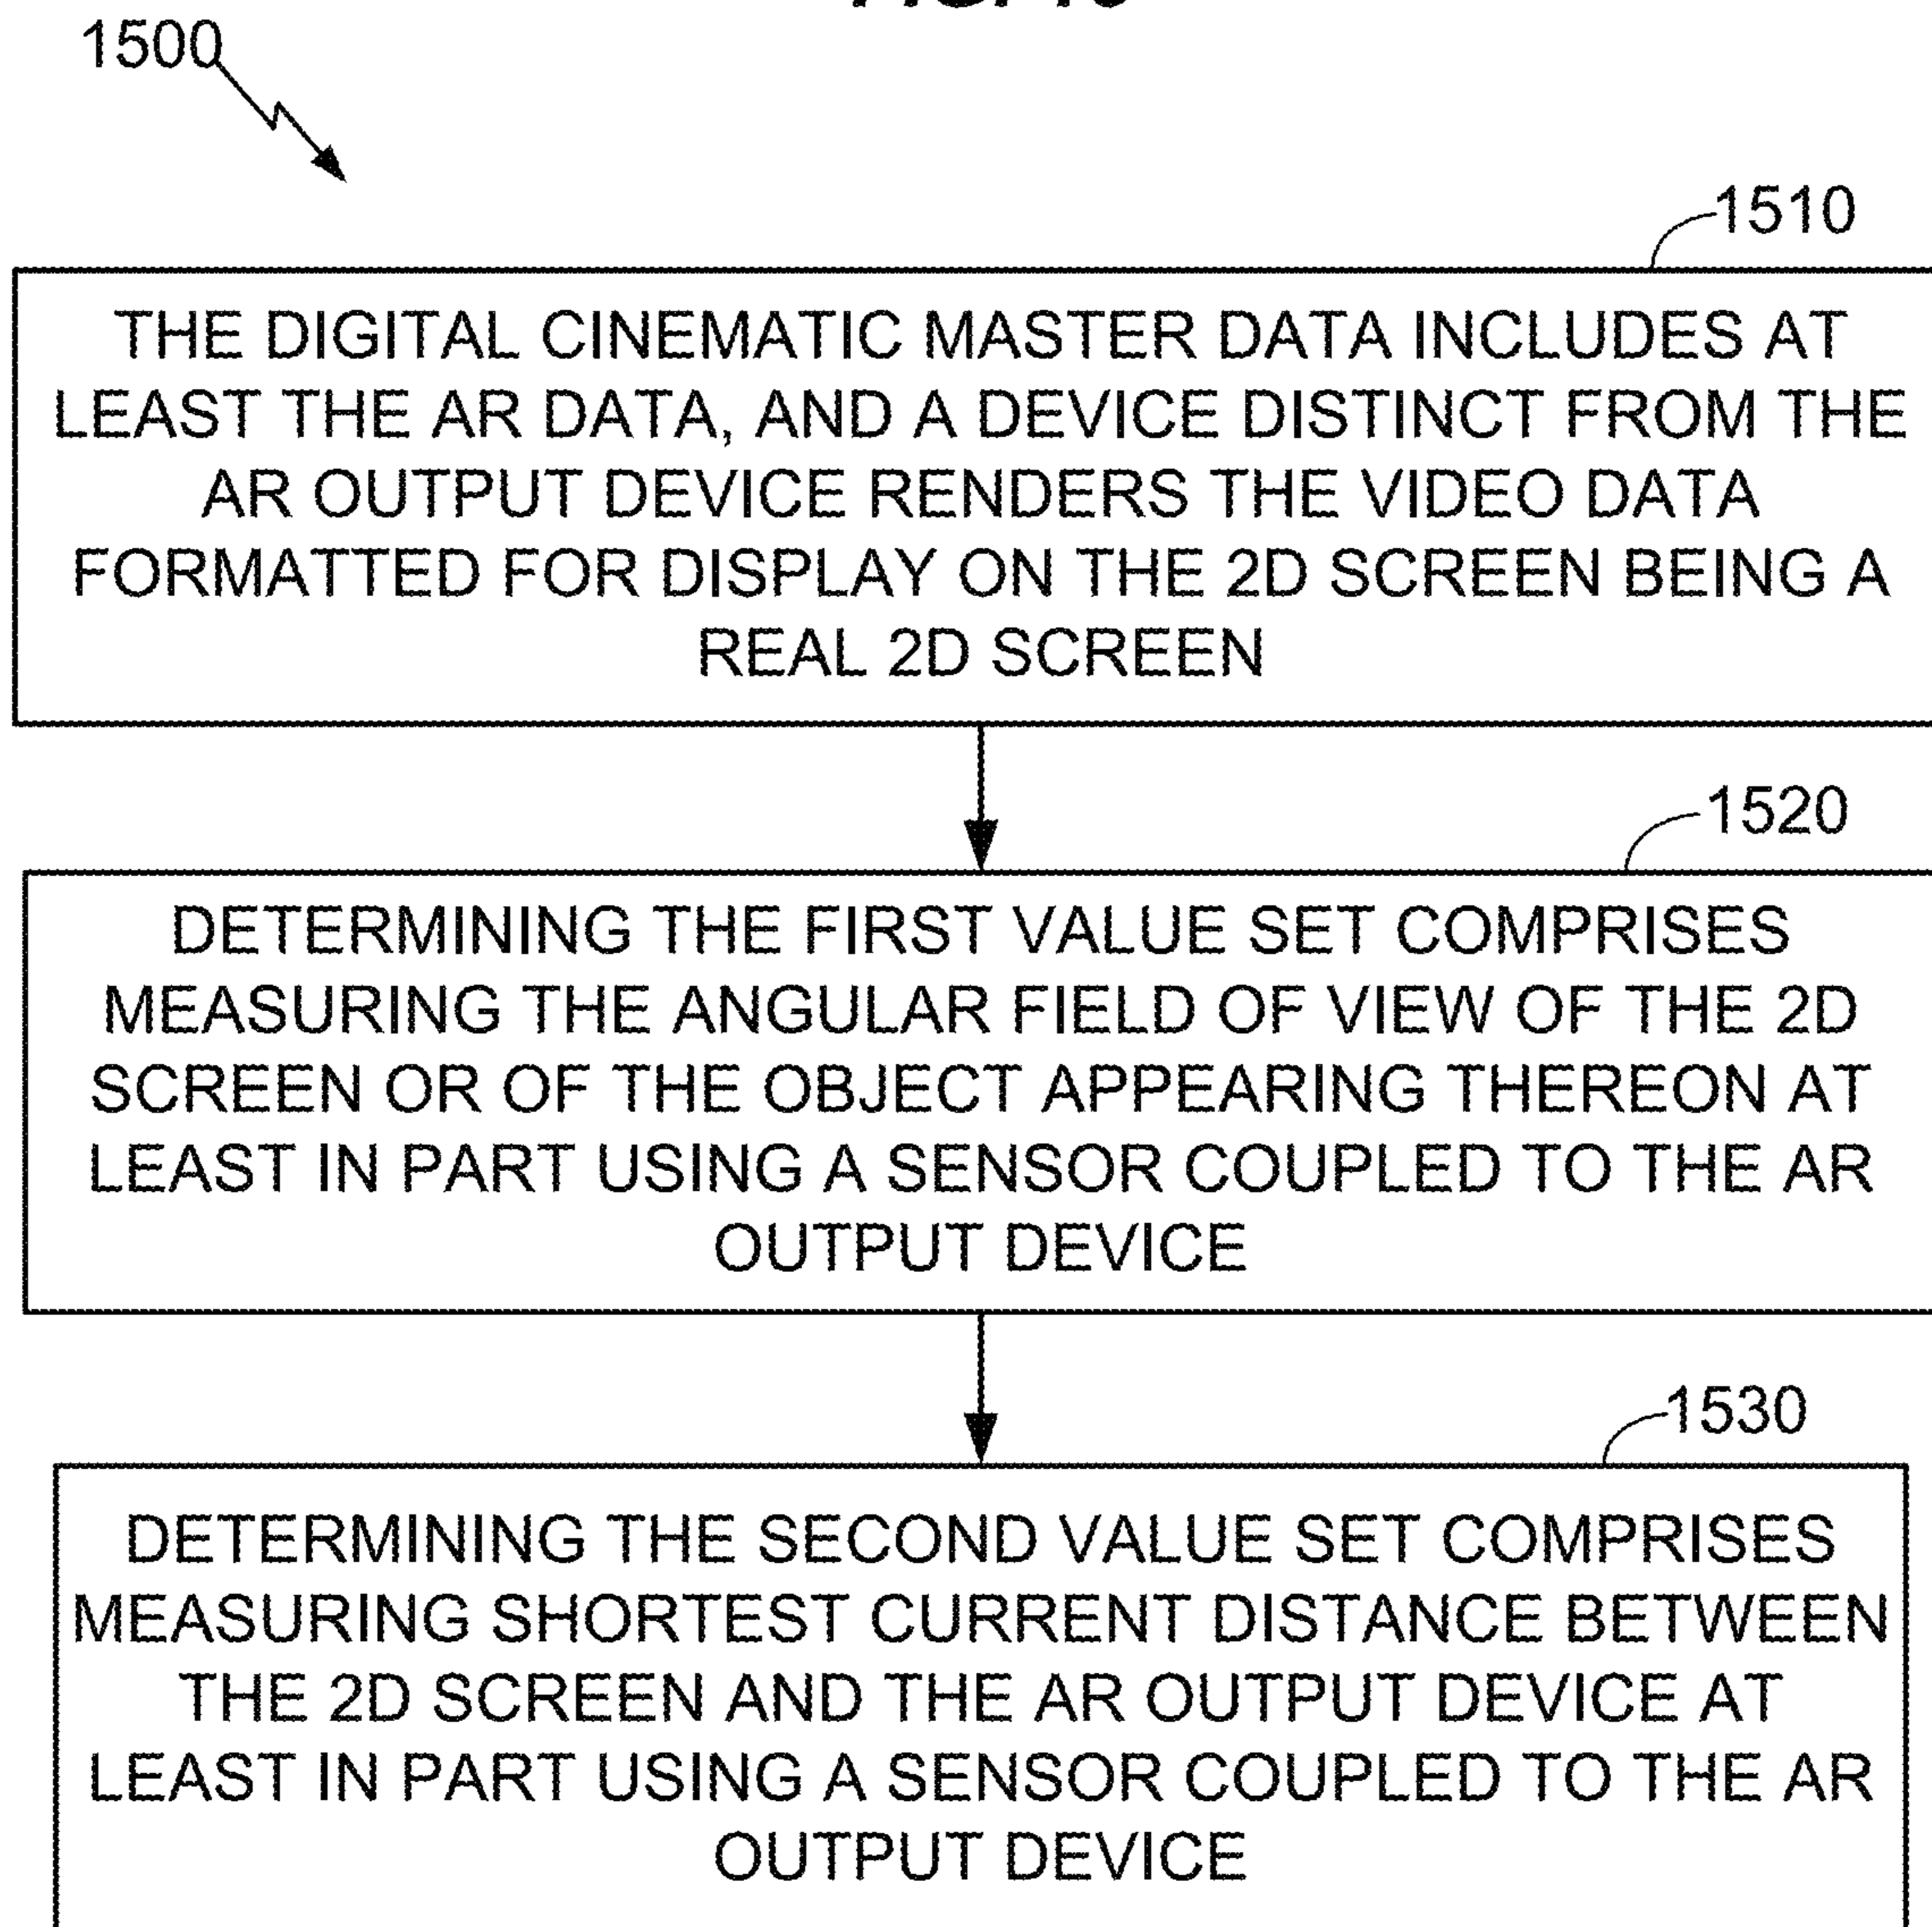 1500
1510
THE DIGITAL CINEMATIC MASTER DATA INCLUDES AT
LEAST THE AR DATA, AND A DEVICE DISTINCT FROM THE
AR OUTPUT DEVICE RENDERS THE VIDEO DATA
FORMATTED FOR DISPLAY ON THE 2D SCREEN BEING A
REAL 2D SCREEN
1520
DETERMINING THE FIRST VALUE SET COMPRISES
MEASURING THE ANGULAR FIELD OF VIEW OF THE 2D
SCREEN OR OF THE OBJECT APPEARING THEREON AT
LEAST IN PART USING A SENSOR COUPLED TO THE AR
OUTPUT DEVICE
1530
DETERMINING THE SECOND VALUE SET COMPRISES
MEASURING SHORTEST CURRENT DISTANCE BETWEEN
THE 2D SCREEN AND THE AR OUTPUT DEVICE AT
LEAST IN PART USING A SENSOR COUPLED TO THE AR
OUTPUT DEVICE